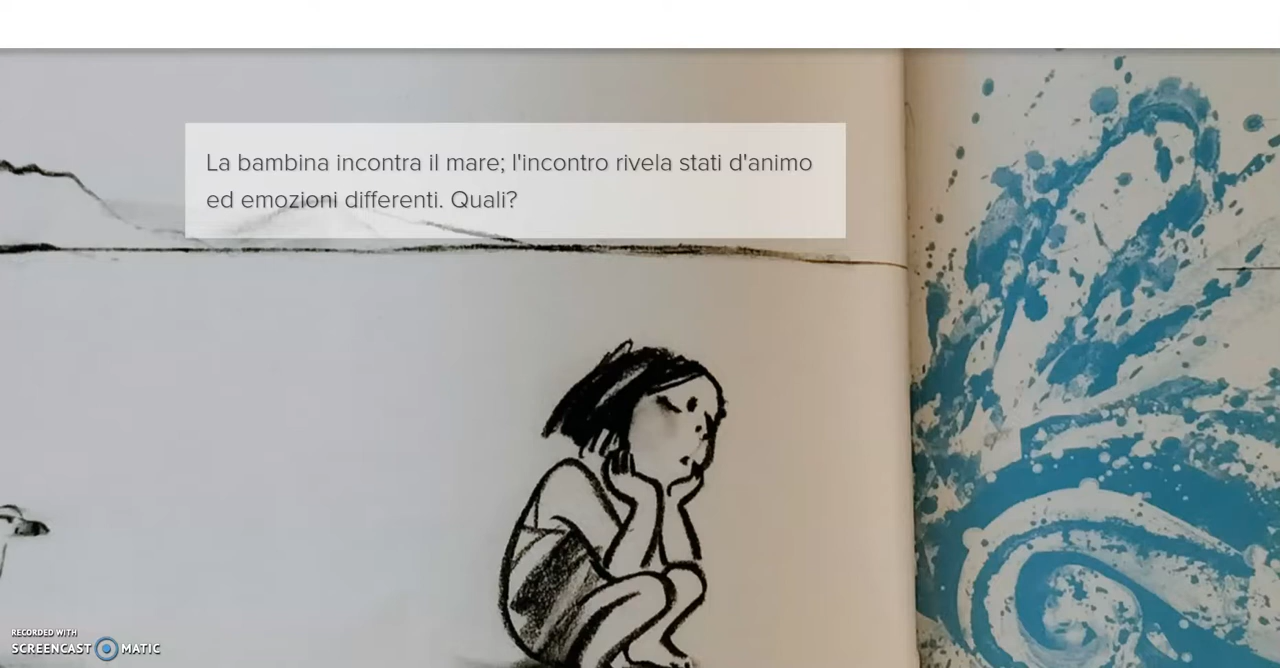 La bambina incontra il mare; l'incontro rivela stati d'animo
ed emozioni differenti. Quali?
RECORDED WITH
SCREENCAST MATIC